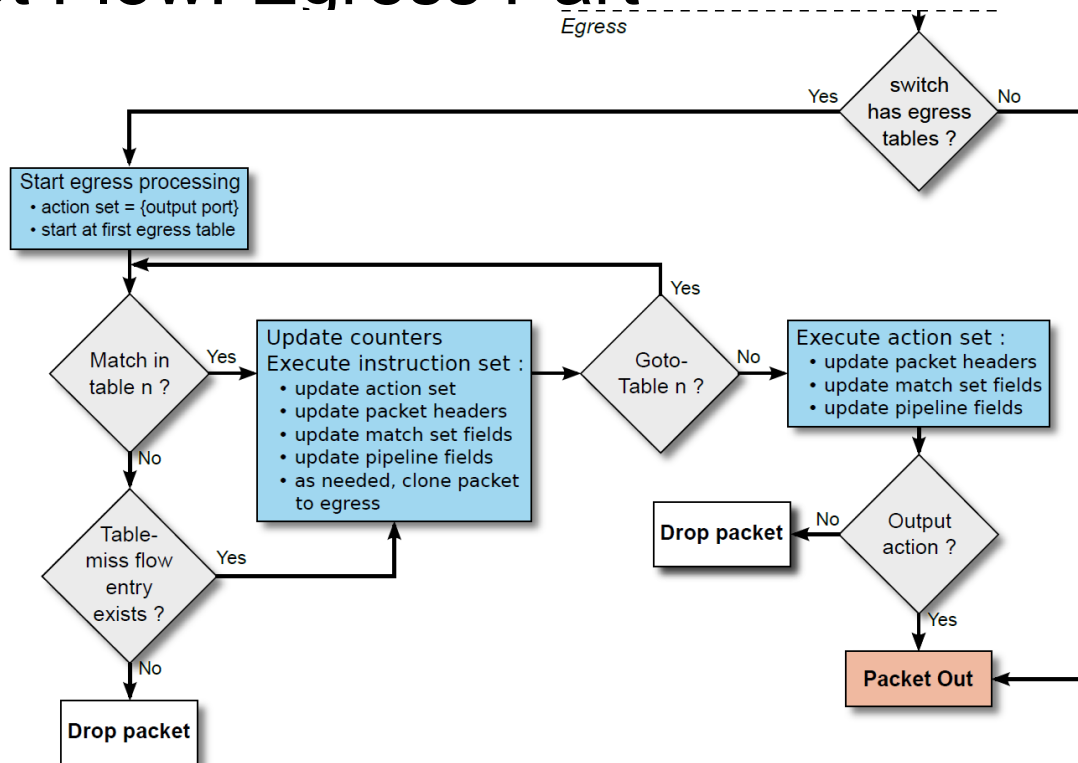 Flow: Egress Part
Egress
switch
has egress
tables ?
Yes
No
Start egress processing
• action set = {output port}
• start at first egress table
Match in
table n ?
Yes
No
Update counters
Execute instruction set :
• update action set
• update packet headers
• update match set fields
• update pipeline fields
• as needed, clone packet
to egress
Goto-
Table n ?
Yes
No
Execute action set :
• update packet headers
• update match set fields
• update pipeline fields
Table-
miss flow
entry
exists ?
Yes
No
Drop packet
Output
action ?
No
Drop packet
Yes
Packet Out